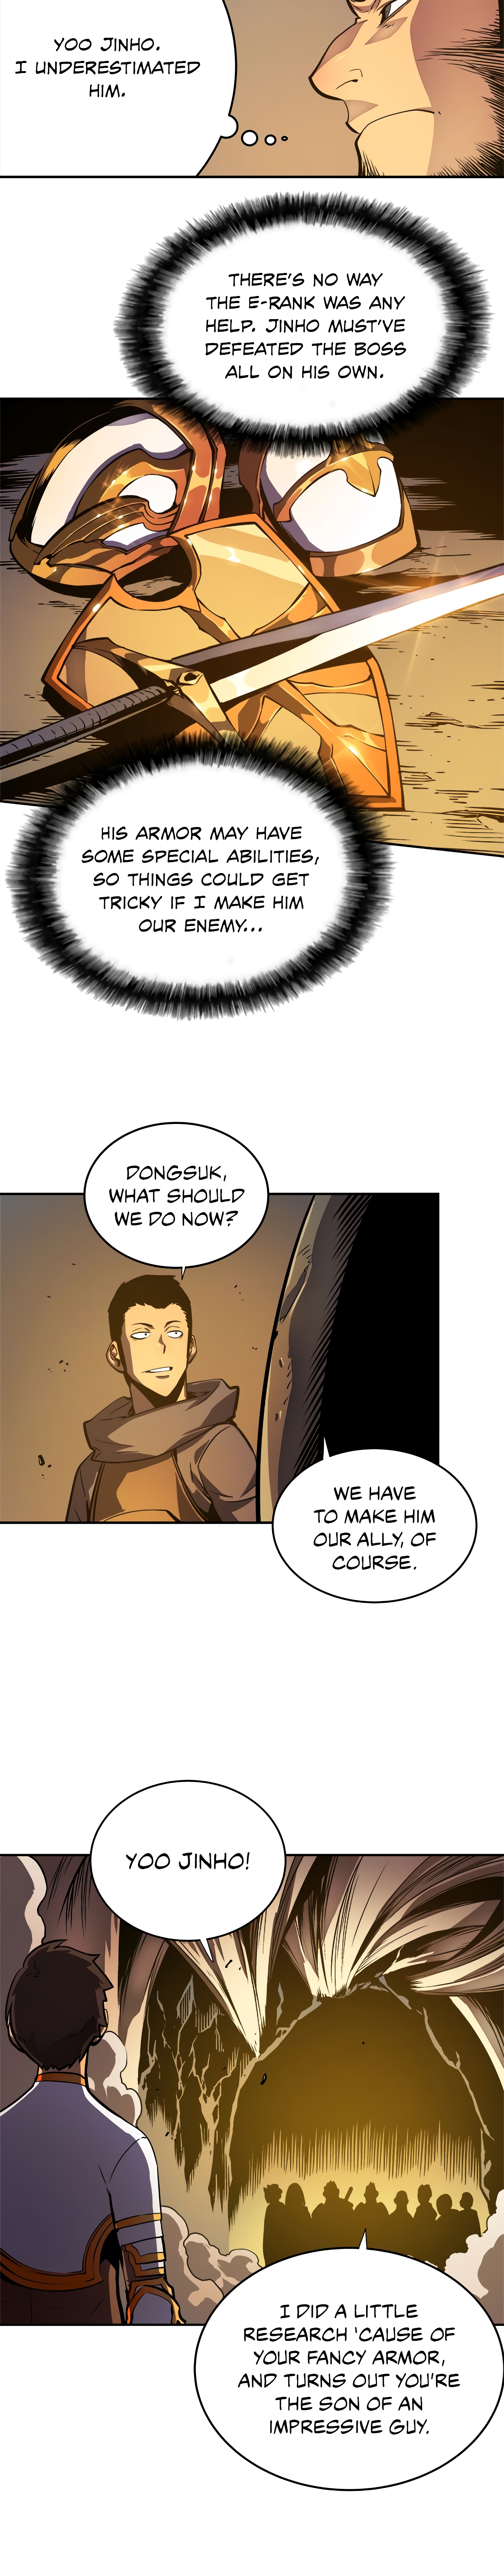 YOO JINHO.
I UNDERESTIMATED
HIM.
THERE'S NO WAY
THE E-RANK WAS ANY
HELP. JINHO MUST'VE
DEFEATED THE BOSS
ALL ON HIS OWN.
HIS ARMOR MAY HAVE
SOME SPECIAL ABILITIES,
SO THINGS COULD GET
TRICKY IF I MAKE HIM
OUR ENEMY...
DONGSUK,
WHAT SHOULD
WE DO NOW?
WE HAVE
TO MAKE HIM
OUR ALLY, OF
COURSE.
YOO JINHO!
I DID A LITTLE
RESEARCH 'CAUSE OF
YOUR FANCY ARMOR,
AND TURNS OUT YOU'RE
THE SON OF AN
IMPRESSIVE GUY.